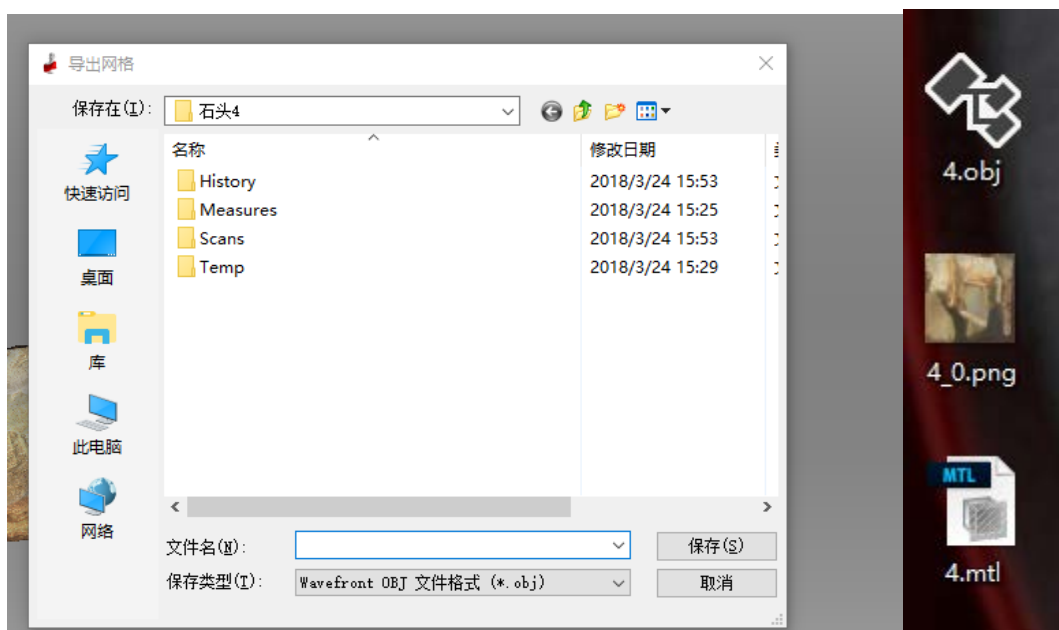 导出网格
保存在(I):
石头4
名称
修改日期
History
2018/3/24 15:53
Measures
2018/3/24 15:25
Scans
2018/3/24 15:53
Temp
2018/3/24 15:29
快速访问
桌面
库
此电脑
网络
文件名(N):
保存(S)
保存类型(T):
Wavefront OBJ 文件格式 (*.obj)
取消
4.obj
4_0.png
MTL
4.mtl